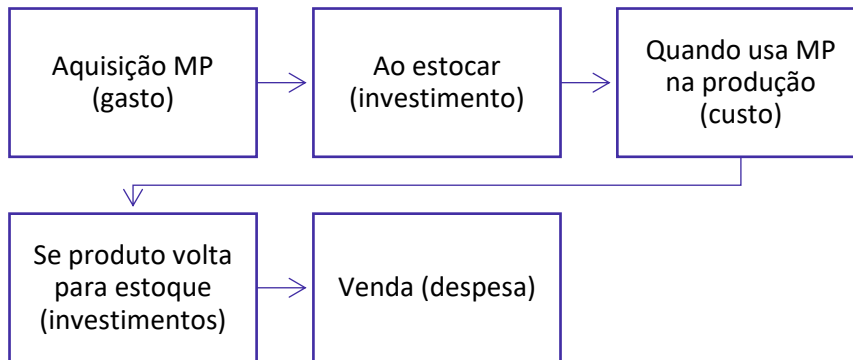 Aquisição MP
(gasto)
Ao estocar
(investimento)
Quando usa MP
na produção
(custo)
Se produto volta
para estoque
(investimentos)
Venda (despesa)